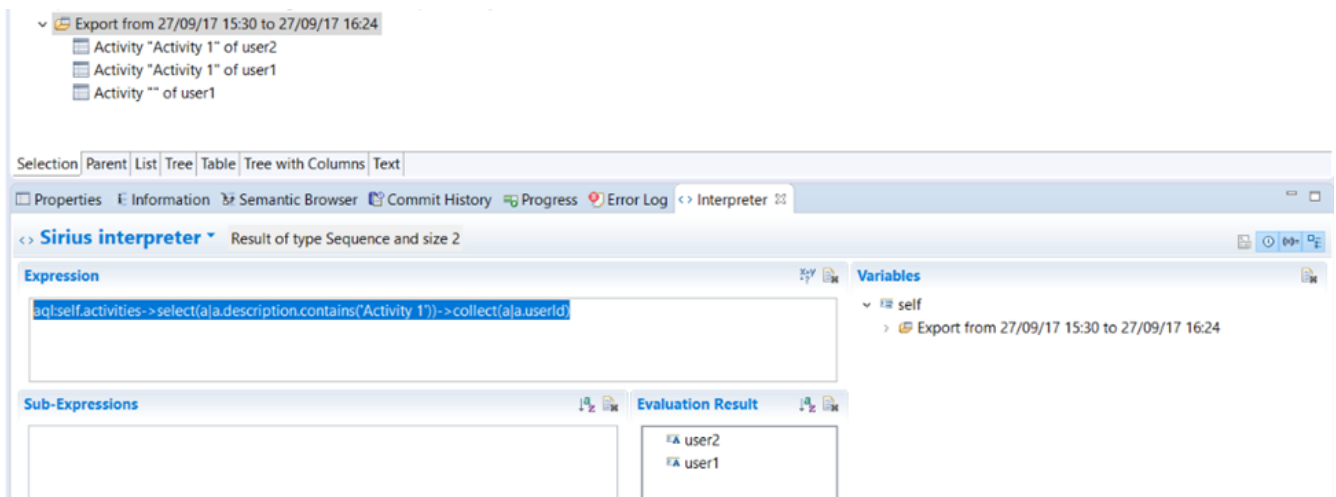 Export from 27/09/17 15:30 to 27/09/17 16:24
Activity "Activity 1" of user2
Activity "Activity 1" of user1
Activity "" of user1
Selection Parent List Tree Table Tree with Columns Text
Properties Information Semantic Browser Commit History Progress Error Log Interpreter
Sirius interpreter Result of type Sequence and size 2
Expression Variables
aql:self.activities->select(a|a.description.contains('Activity 1'))->collect(a|a.userId)
self
Export from 27/09/17 15:30 to 27/09/17 16:24
Sub-Expressions Evaluation Result
user2
user1